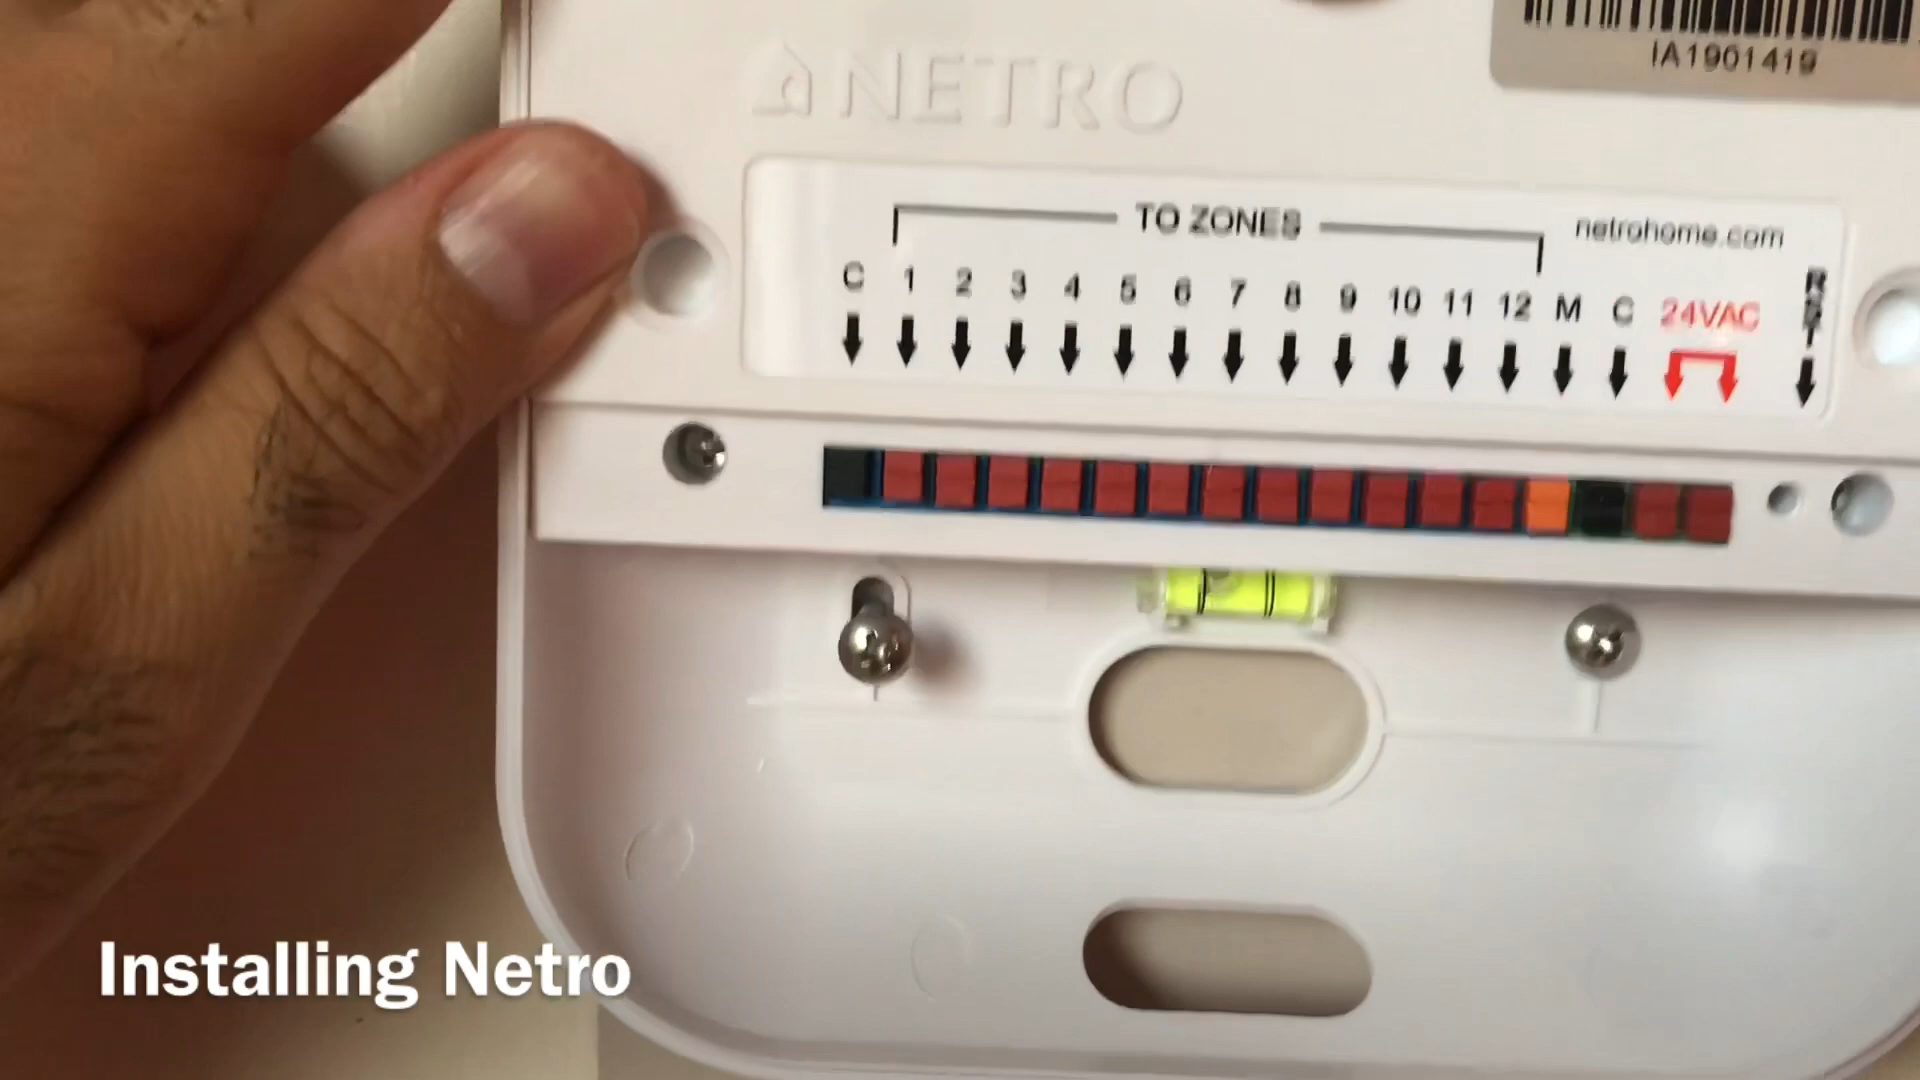 IA1901419
NETRO
TO ZONES
netrohome.com
C 1 2 3 4 5 6 7 8 9 10 11 12 M C 24VAC
RST
Installing Netro